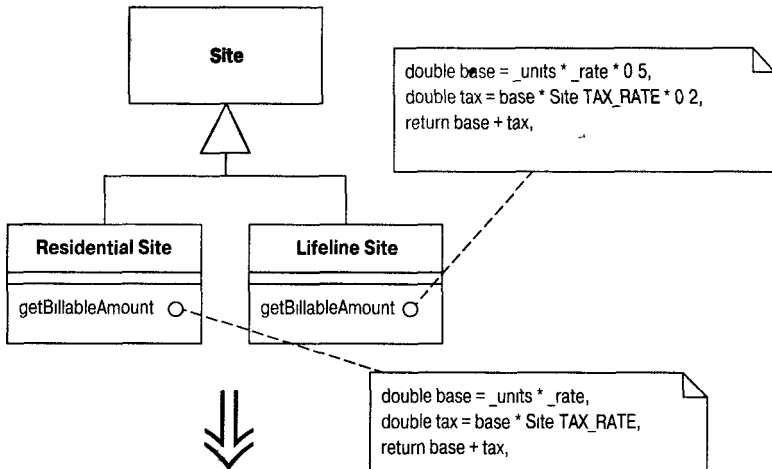 Site
double base = _units * _rate * 0 5,
double tax = base * Site TAX_RATE * 0 2,
return base + tax,
Residential Site
Lifeline Site
getBillableAmount
getBillableAmount
double base = _units * _rate,
double tax = base * Site TAX_RATE,
return base + tax,